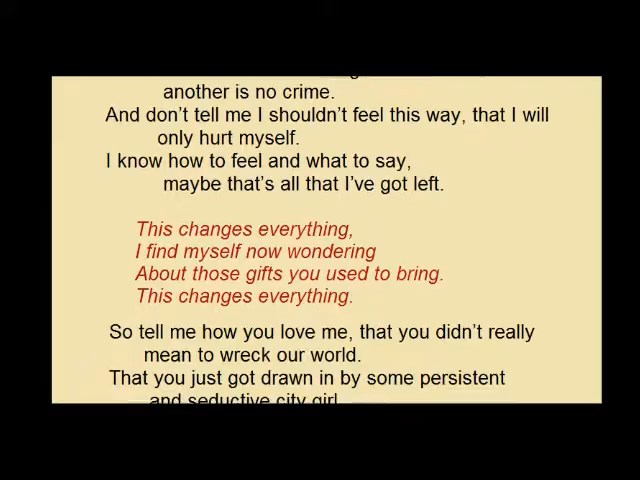 another is no crime.
And don't tell me I shouldn't feel this way, that I will
only hurt myself.
I know how to feel and what to say,
maybe that's all that I've got left.
This changes everything,
I find myself now wondering
About those gifts you used to bring.
This changes everything.
So tell me how you love me, that you didn't really
mean to wreck our world.
That you just got drawn in by some persistent
and seductive city girl